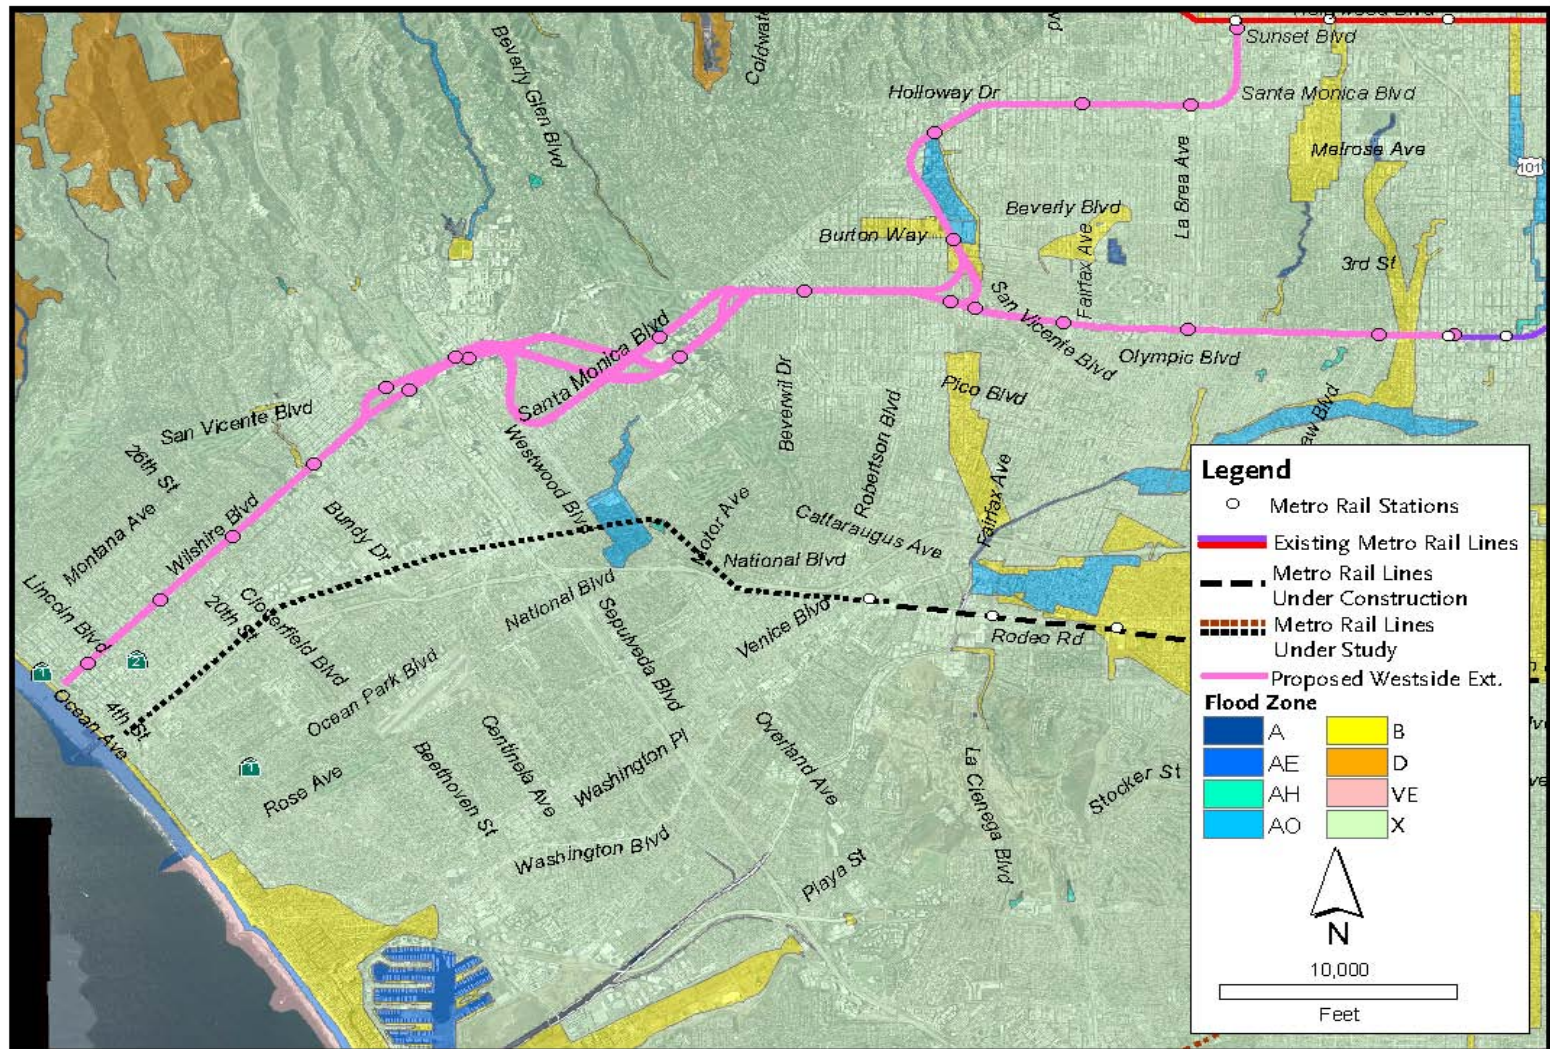 Hollywood Blvd
Sunset Blvd
Beverly Glen Blvd
Coldwate
Holloway Dr
Santa Monica Blvd
Melrose Ave
101
La Brea Ave
Beverly Blvd
Burton Way
Fairfax Ave
3rd St
San Vicente Blvd
Santa Monica Blvd
Olympic Blvd
Beverwil Dr
Pico Blvd
Robertson Blvd
San Vicente Blvd
26th St
Montana Ave
Wilshire Blvd
Bundy Dr
Westwood Blvd
Motor Ave
Cattaraugus Ave
Fairfax Ave
aw Blvd
National Blvd
National Blvd
Lincoln Blvd
20th St
Cloverfield Blvd
Sepulveda Blvd
Venice Blvd
Rodeo Rd
1
2
Ocean Ave
4th St
Ocean Park Blvd
1
Rose Ave
Beethoven St
Centinela Ave
Washington Pl
Overland Ave
Washington Blvd
Playa St
La Cienega Blvd
Stocker St
Legend
Metro Rail Stations
Existing Metro Rail Lines
Metro Rail Lines
Under Construction
Metro Rail Lines
Under Study
Proposed Westside Ext.
Flood Zone
A
B
AE
D
AH
VE
AO
X
N
10,000
Feet